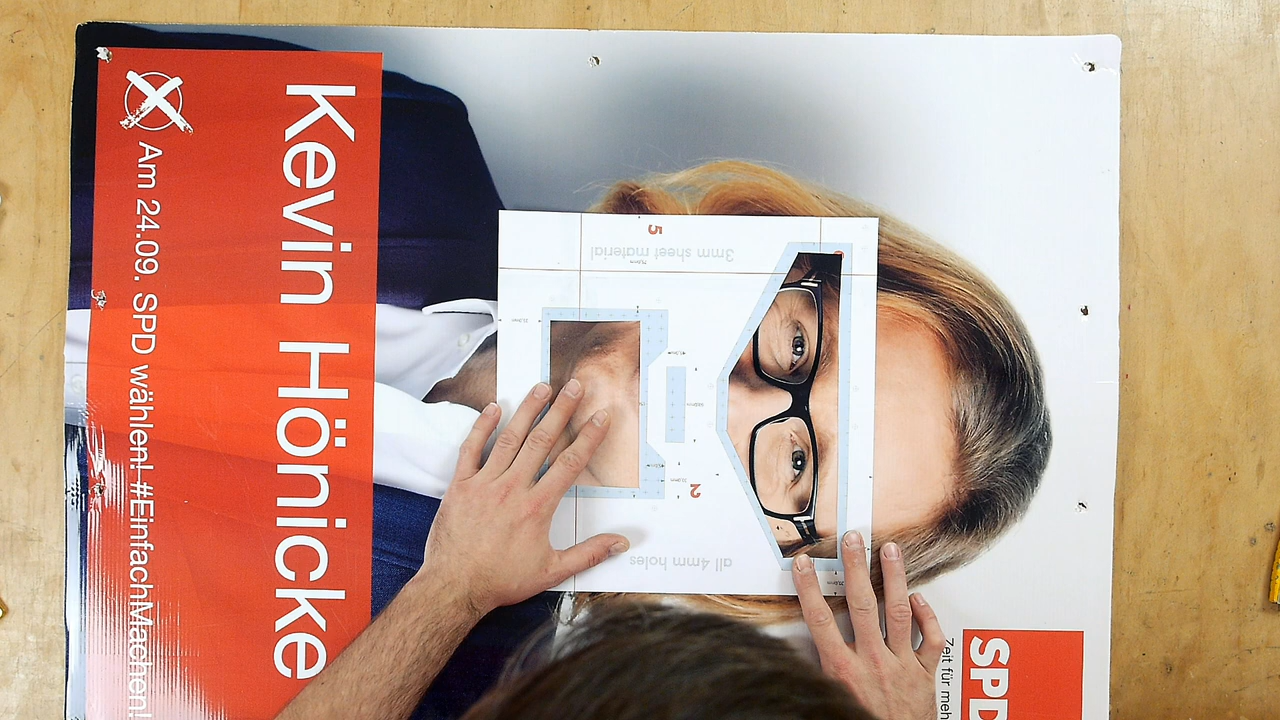 Kevin Hönicke
Am 24.09. SPD wählen! #EinfachMachen!
SPD
Zeit für meh
5
3mm sheet material
2
all 4mm holes